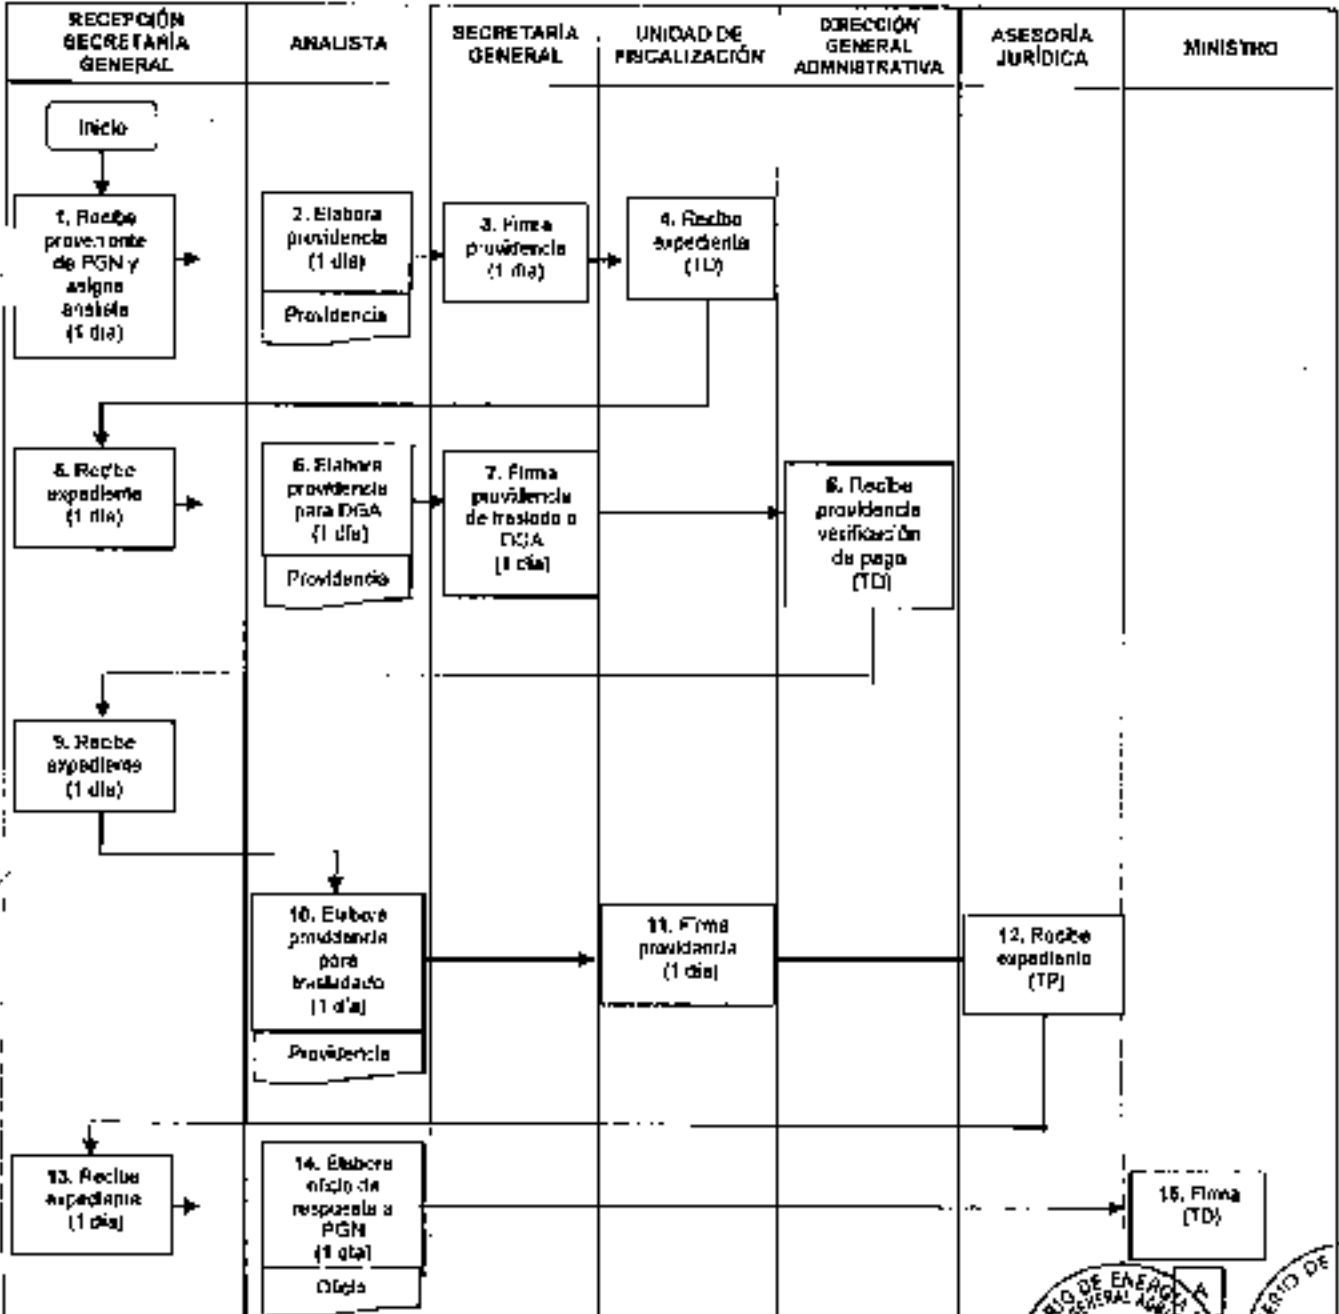 RECEPCIÓN
SECRETARÍA
GENERAL
ANALISTA
SECRETARÍA
GENERAL
UNIDAD DE
FISCALIZACIÓN
DIRECCIÓN
GENERAL
ADMINISTRATIVA
ASESORÍA
JURÍDICA
MINISTRO
Inicio
1. Recibe
proveniente
de PGN y
asigna
analista
(1 día)
2. Elabora
providencia
(1 día)
Providencia
3. Firma
providencia
(1 día)
4. Recibe
expediente
(TD)
5. Recibe
expediente
(1 día)
6. Elabora
providencia
para DGA
(1 día)
Providencia
7. Firma
providencia
de traslado a
DGA
(1 día)
8. Recibe
providencia
verificación
de pago
(TD)
9. Recibe
expediente
(1 día)
10. Elabora
providencia
para
trasladado
(1 día)
Providencia
11. Firma
providencia
(1 día)
12. Recibe
expediente
(TP)
13. Recibe
expediente
(1 día)
14. Elabora
oficio de
respuesta a
PGN
(1 día)
Oficio
15. Firma
(TD)
DE ENERG
GENERAL
A
DE